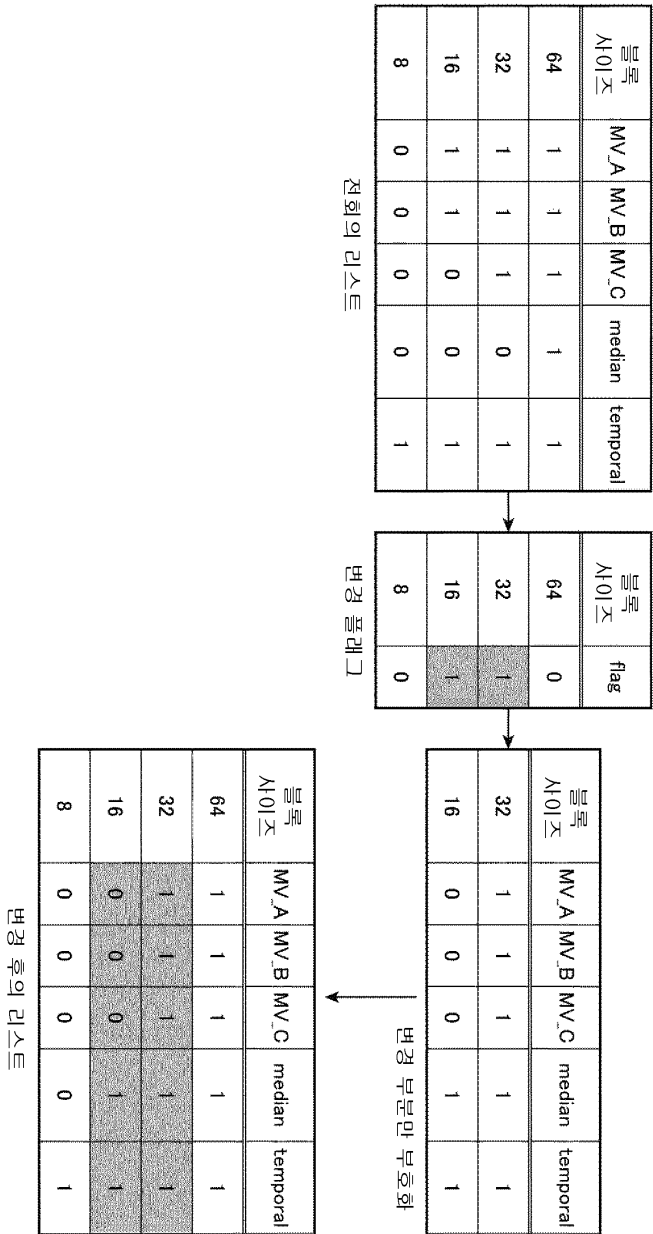 블록 사이즈 MV_A MV_B MV_C median temporal
64 1 1 1 1 1
32 1 1 1 0 1
16 1 1 0 0 1
8 0 0 0 0 1
전회의 리스트
블록 사이즈 flag
64 0
32 1
16 1
8 0
변경 플래그
블록 사이즈 MV_A MV_B MV_C median temporal
32 1 1 1 1 1
16 0 0 0 1 1
변경 부분만 부호화
블록 사이즈 MV_A MV_B MV_C median temporal
64 1 1 1 1 1
32 1 1 1 1 1
16 0 0 0 1 1
8 0 0 0 0 1
변경 후의 리스트